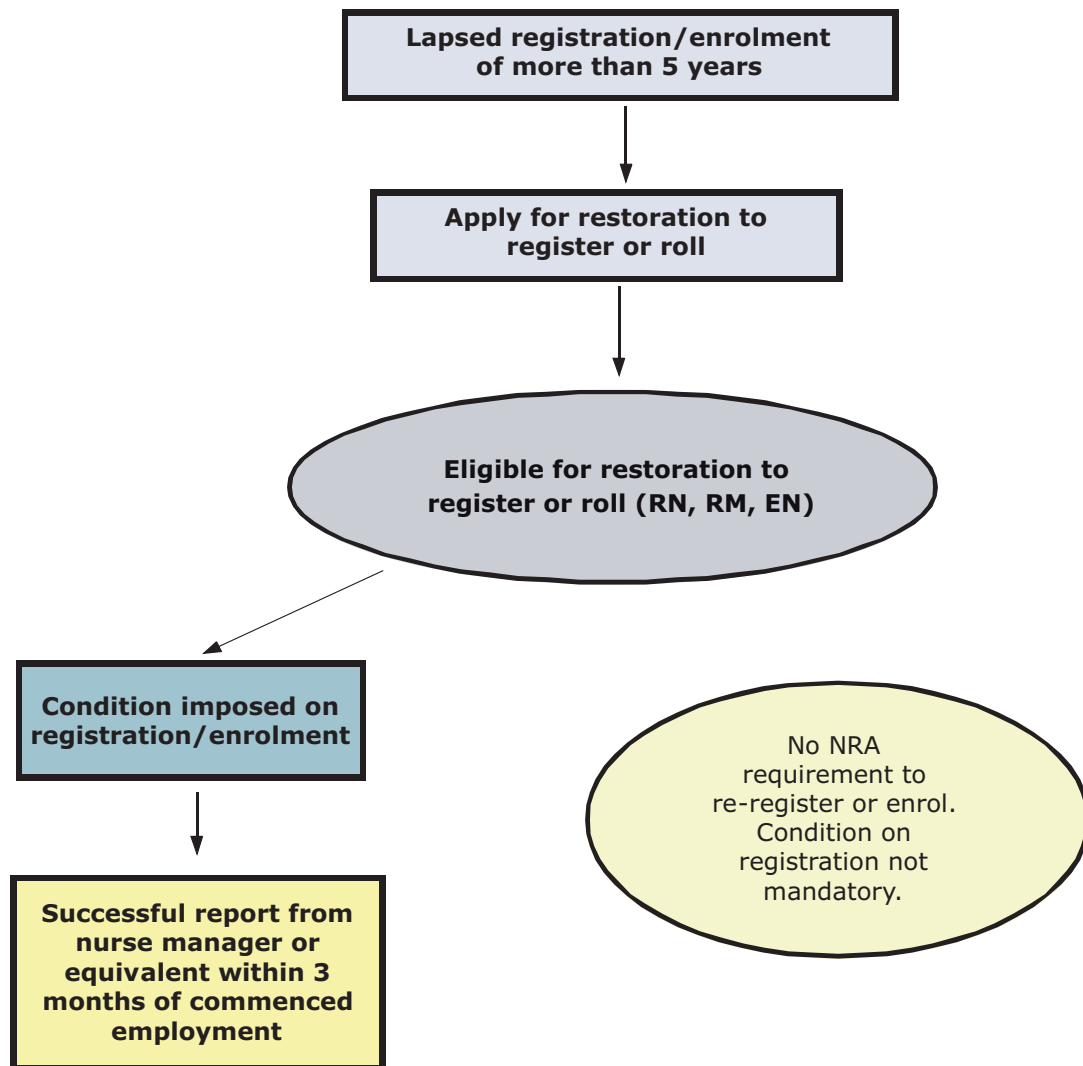 Lapsed registration/enrolment
of more than 5 years
Apply for restoration to
register or roll
Eligible for restoration to
register or roll (RN, RM, EN)
Condition imposed on
registration/enrolment
No NRA
requirement to
re-register or enrol.
Condition on
registration not
mandatory.
Successful report from
nurse manager or
equivalent within 3
months of commenced
employment